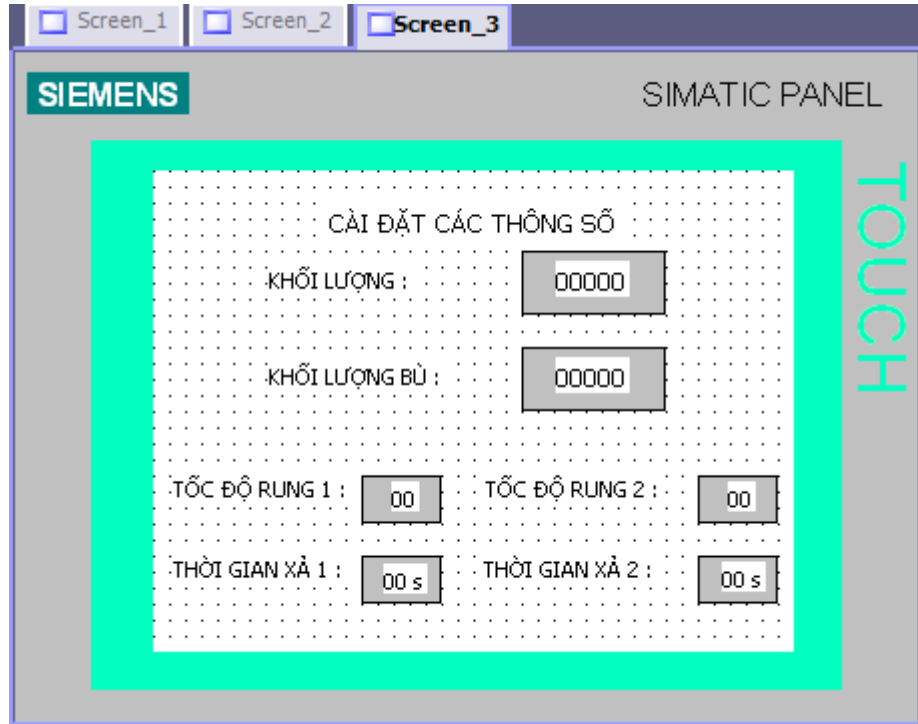 Screen_1 Screen_2 Screen_3
SIEMENS SIMATIC PANEL
TOUCH
CÀI ĐẶT CÁC THÔNG SỐ
KHỐI LƯỢNG : 00000
KHỐI LƯỢNG BÙ : 00000
TỐC ĐỘ RUNG 1 : 00 TỐC ĐỘ RUNG 2 : 00
THỜI GIAN XẢ 1 : 00 s THỜI GIAN XẢ 2 : 00 s